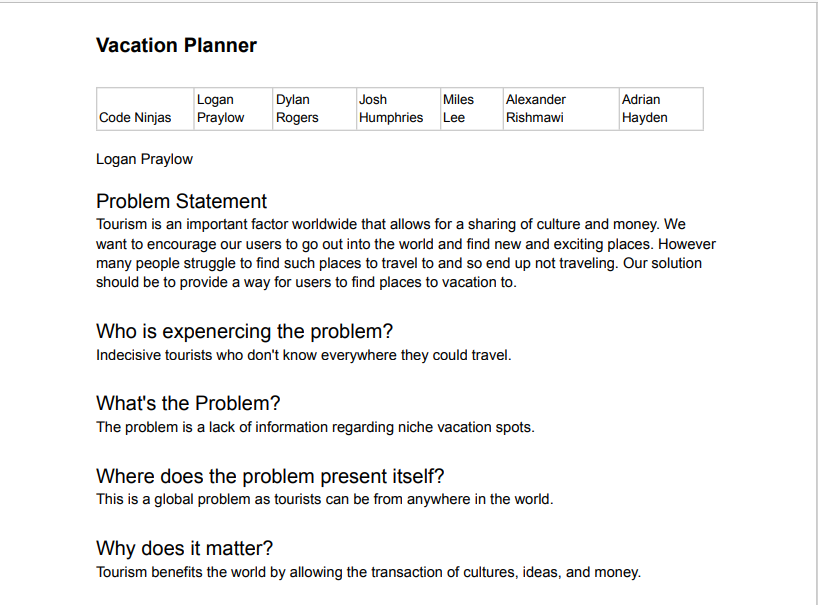 Vacation Planner
Code Ninjas Logan Praylow Dylan Rogers Josh Humphries Miles Lee Alexander Rishmawi Adrian Hayden
Logan Praylow
Problem Statement
Tourism is an important factor worldwide that allows for a sharing of culture and money. We
want to encourage our users to go out into the world and find new and exciting places. However
many people struggle to find such places to travel to and so end up not traveling. Our solution
should be to provide a way for users to find places to vacation to.
Who is expenercing the problem?
Indecisive tourists who don't know everywhere they could travel.
What's the Problem?
The problem is a lack of information regarding niche vacation spots.
Where does the problem present itself?
This is a global problem as tourists can be from anywhere in the world.
Why does it matter?
Tourism benefits the world by allowing the transaction of cultures, ideas, and money.